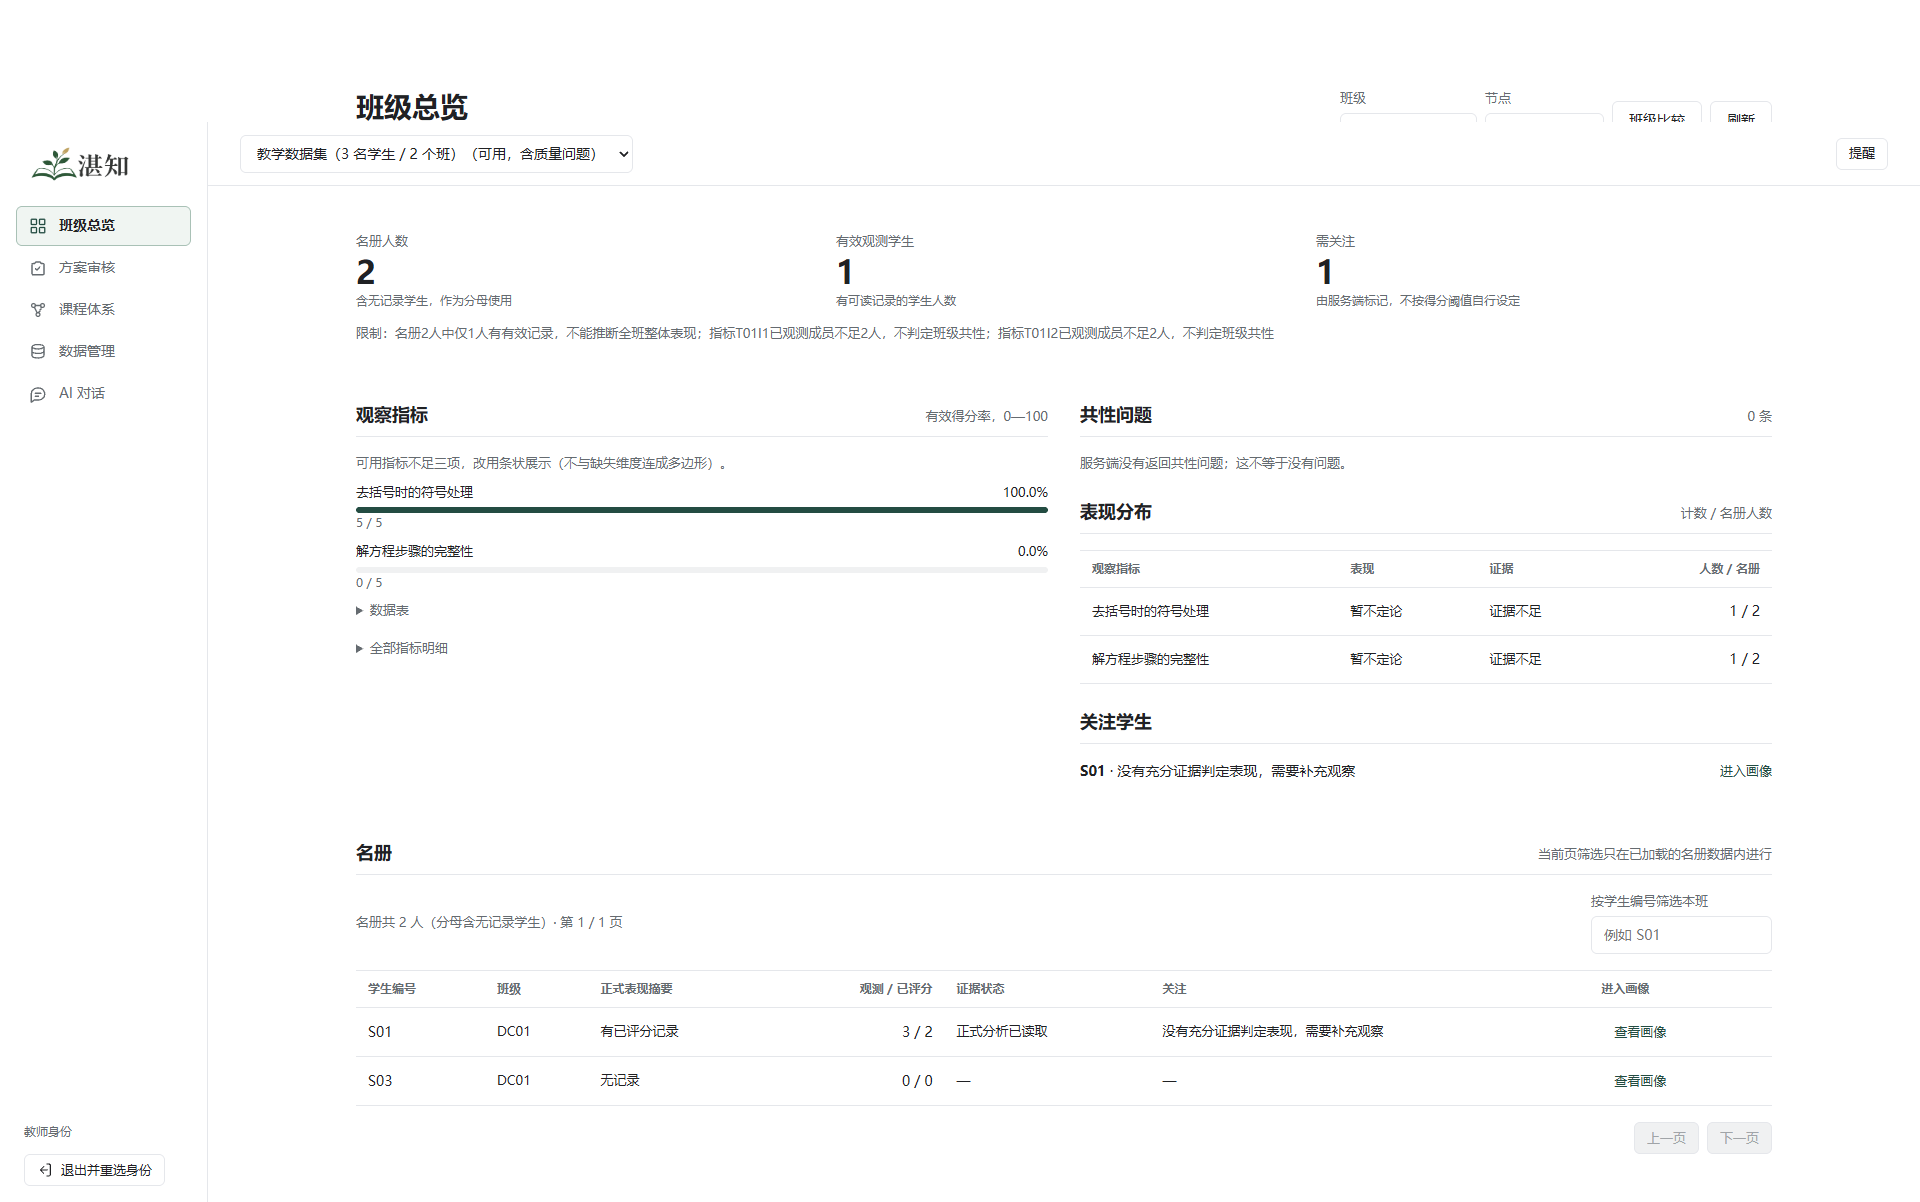 班级总览
班级
节点
班级比较
刷新
湛知
教学数据集（3 名学生 / 2 个班）（可用，含质量问题）
提醒
班级总览
方案审核
课程体系
数据管理
AI 对话
名册人数
2
含无记录学生，作为分母使用
有效观测学生
1
有可读记录的学生人数
需关注
1
由服务端标记，不按得分阈值自行设定
限制：名册2人中仅1人有有效记录，不能推断全班整体表现；指标T01I1已观测成员不足2人，不判定班级共性；指标T01I2已观测成员不足2人，不判定班级共性
观察指标
有效得分率，0—100
可用指标不足三项，改用条状展示（不与缺失维度连成多边形）。
去括号时的符号处理
100.0%
5 / 5
解方程步骤的完整性
0.0%
0 / 5
数据表
全部指标明细
共性问题
0 条
服务端没有返回共性问题；这不等于没有问题。
表现分布
计数 / 名册人数
观察指标 表现 证据 人数 / 名册
去括号时的符号处理 暂不定论 证据不足 1 / 2
解方程步骤的完整性 暂不定论 证据不足 1 / 2
关注学生
S01 · 没有充分证据判定表现，需要补充观察
进入画像
名册
当前页筛选只在已加载的名册数据内进行
名册共 2 人（分母含无记录学生）· 第 1 / 1 页
按学生编号筛选本班
例如 S01
学生编号 班级 正式表现摘要 观测 / 已评分 证据状态 关注 进入画像
S01 DC01 有已评分记录 3 / 2 正式分析已读取 没有充分证据判定表现，需要补充观察 查看画像
S03 DC01 无记录 0 / 0 — — 查看画像
上一页
下一页
教师身份
退出并重选身份